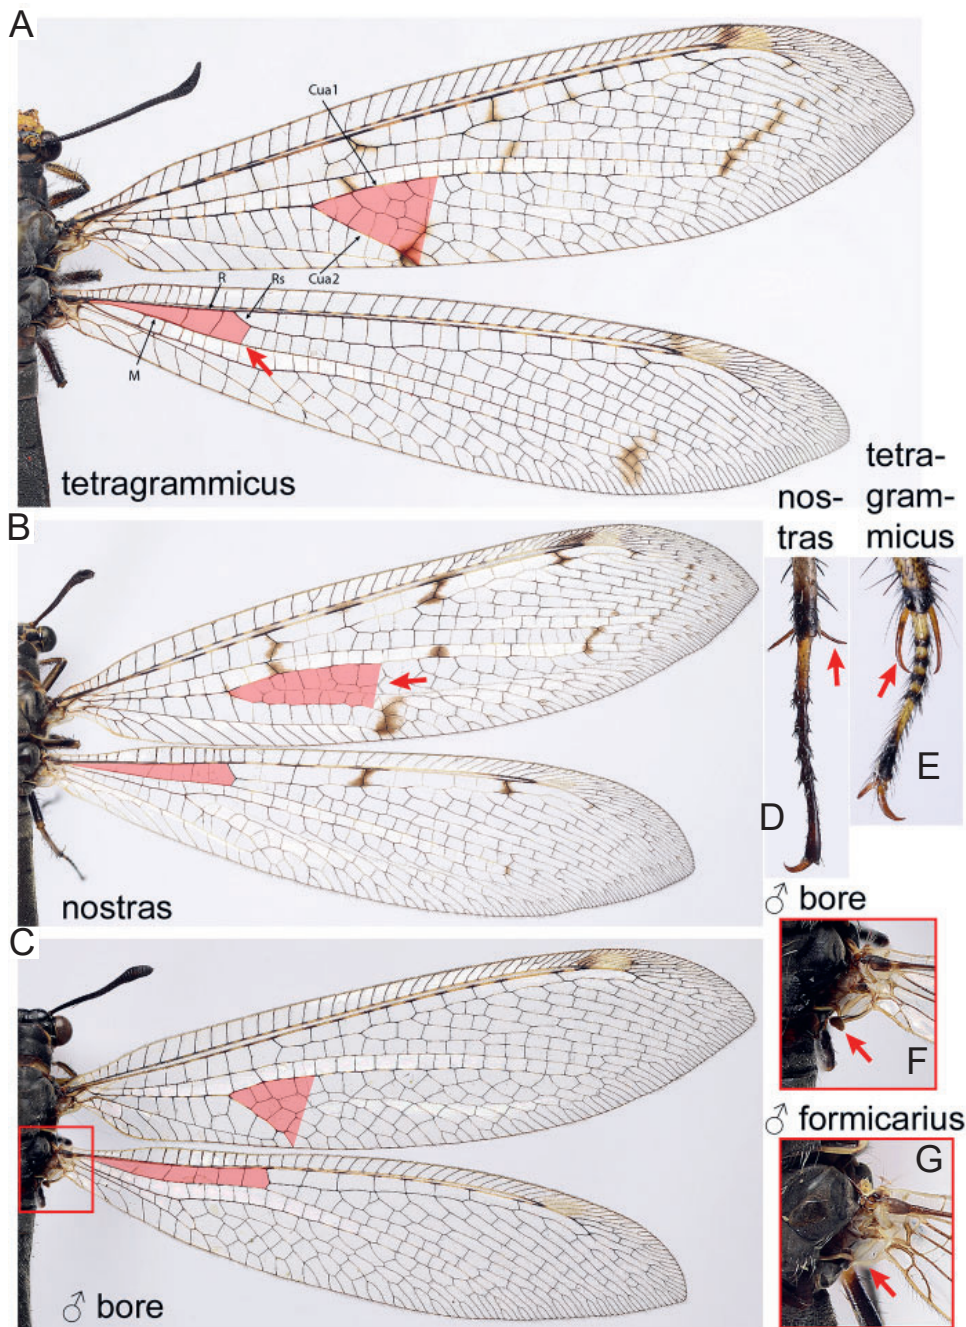 A
Cua1
Cua2
R
Rs
M
tetragrammicus
B
nostras
C
♂ bore
nos-
tras
tetra-
gram-
micus
D
E
♂ bore
F
♂ formicarius
G